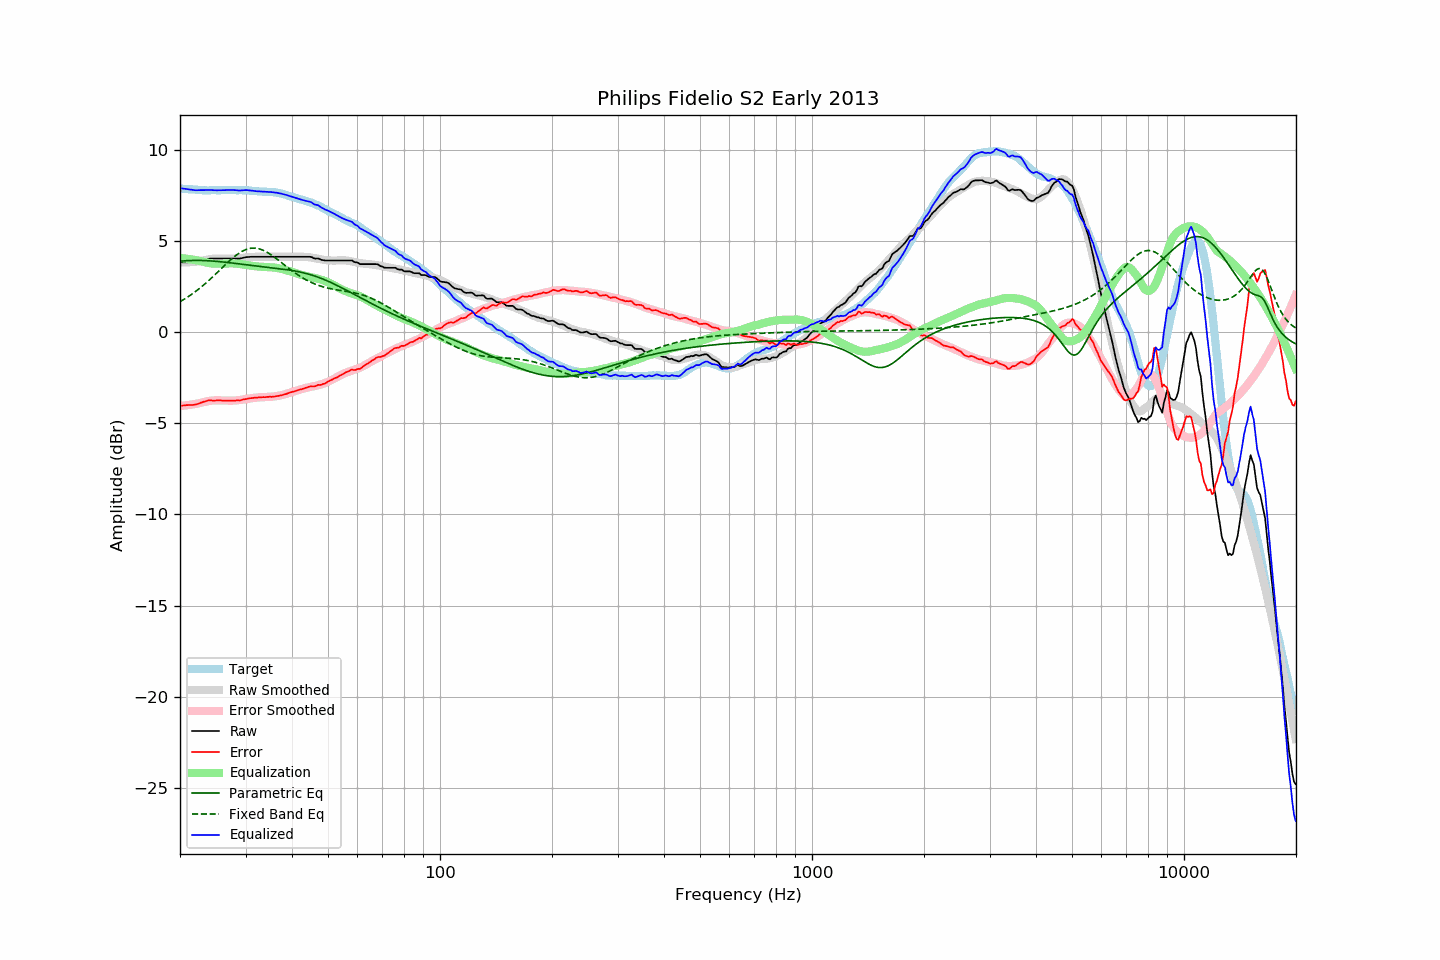 Philips Fidelio S2 Early 2013
Amplitude (dBr)
10
5
0
−5
−10
−15
−20
−25
Target
Raw Smoothed
Error Smoothed
Raw
Error
Equalization
Parametric Eq
Fixed Band Eq
Equalized
100
1000
10000
Frequency (Hz)